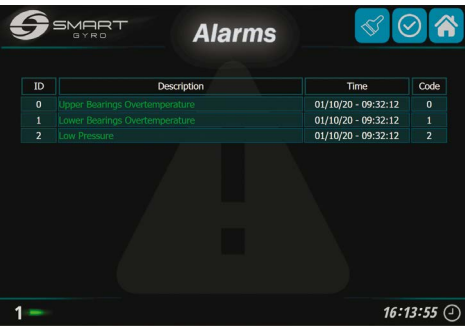 SMART
GYRO
Alarms
ID Description Time Code
0 Upper Bearings Overtemperature 01/10/20 - 09:32:12 0
1 Lower Bearings Overtemperature 01/10/20 - 09:32:12 1
2 Low Pressure 01/10/20 - 09:32:12 2
1 16:13:55